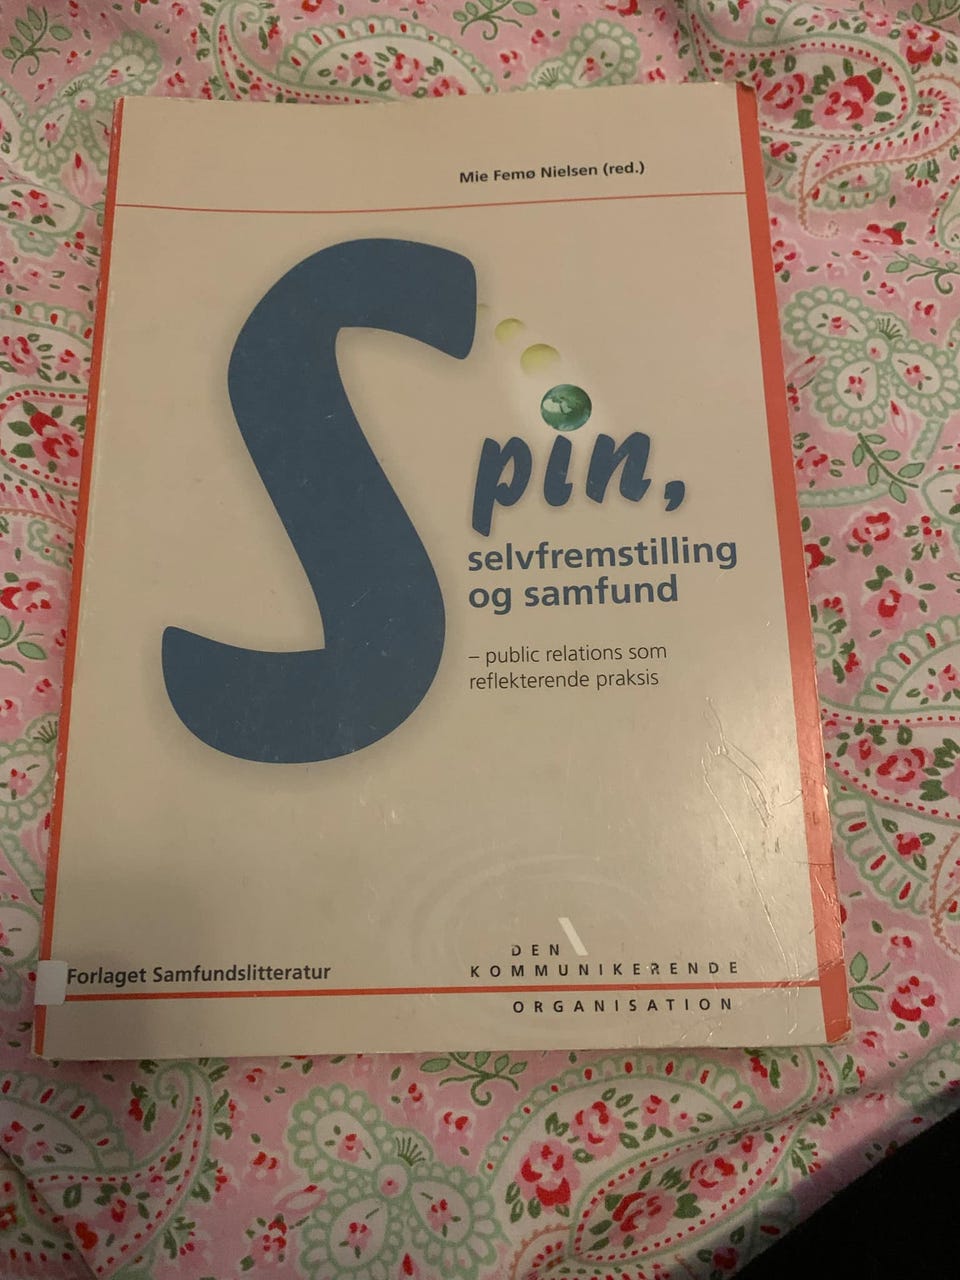 Mie Femø Nielsen (red.)
Spin,
selvfremstilling
og samfund
– public relations som
reflekterende praksis
Forlaget Samfundslitteratur
DEN
KOMMUNIKERENDE
ORGANISATION